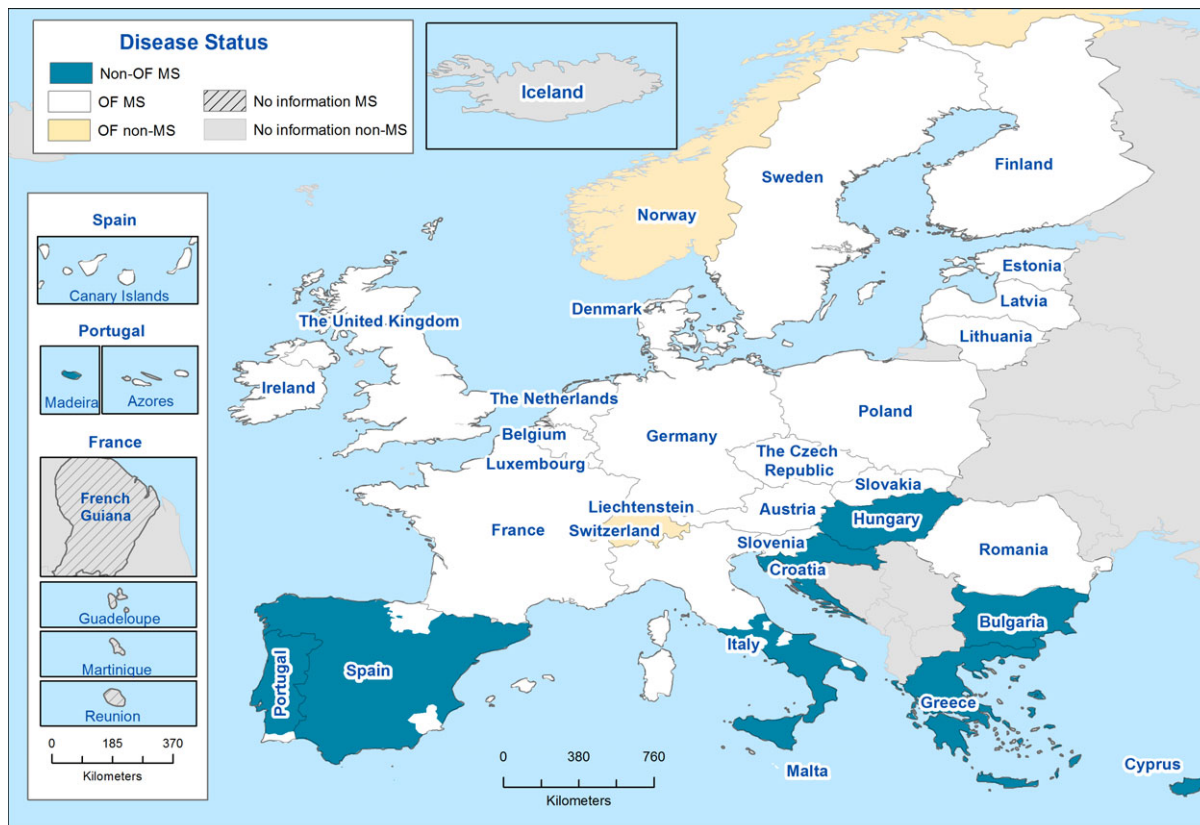 Disease Status
Non-OF MS
OF MS
No information MS
OF non-MS
No information non-MS
Iceland
Finland
Sweden
Norway
Spain
Canary Islands
Estonia
Latvia
Denmark
The United Kingdom
Lithuania
Portugal
Madeira
Azores
Ireland
The Netherlands
Poland
Belgium
Germany
The Czech
Republic
France
Luxembourg
Slovakia
French
Guiana
Liechtenstein
Austria
Hungary
France
Switzerland
Slovenia
Romania
Croatia
Guadeloupe
Bulgaria
Martinique
Italy
Spain
Portugal
Reunion
Greece
0 185 370
Kilometers
0 380 760
Kilometers
Malta
Cyprus